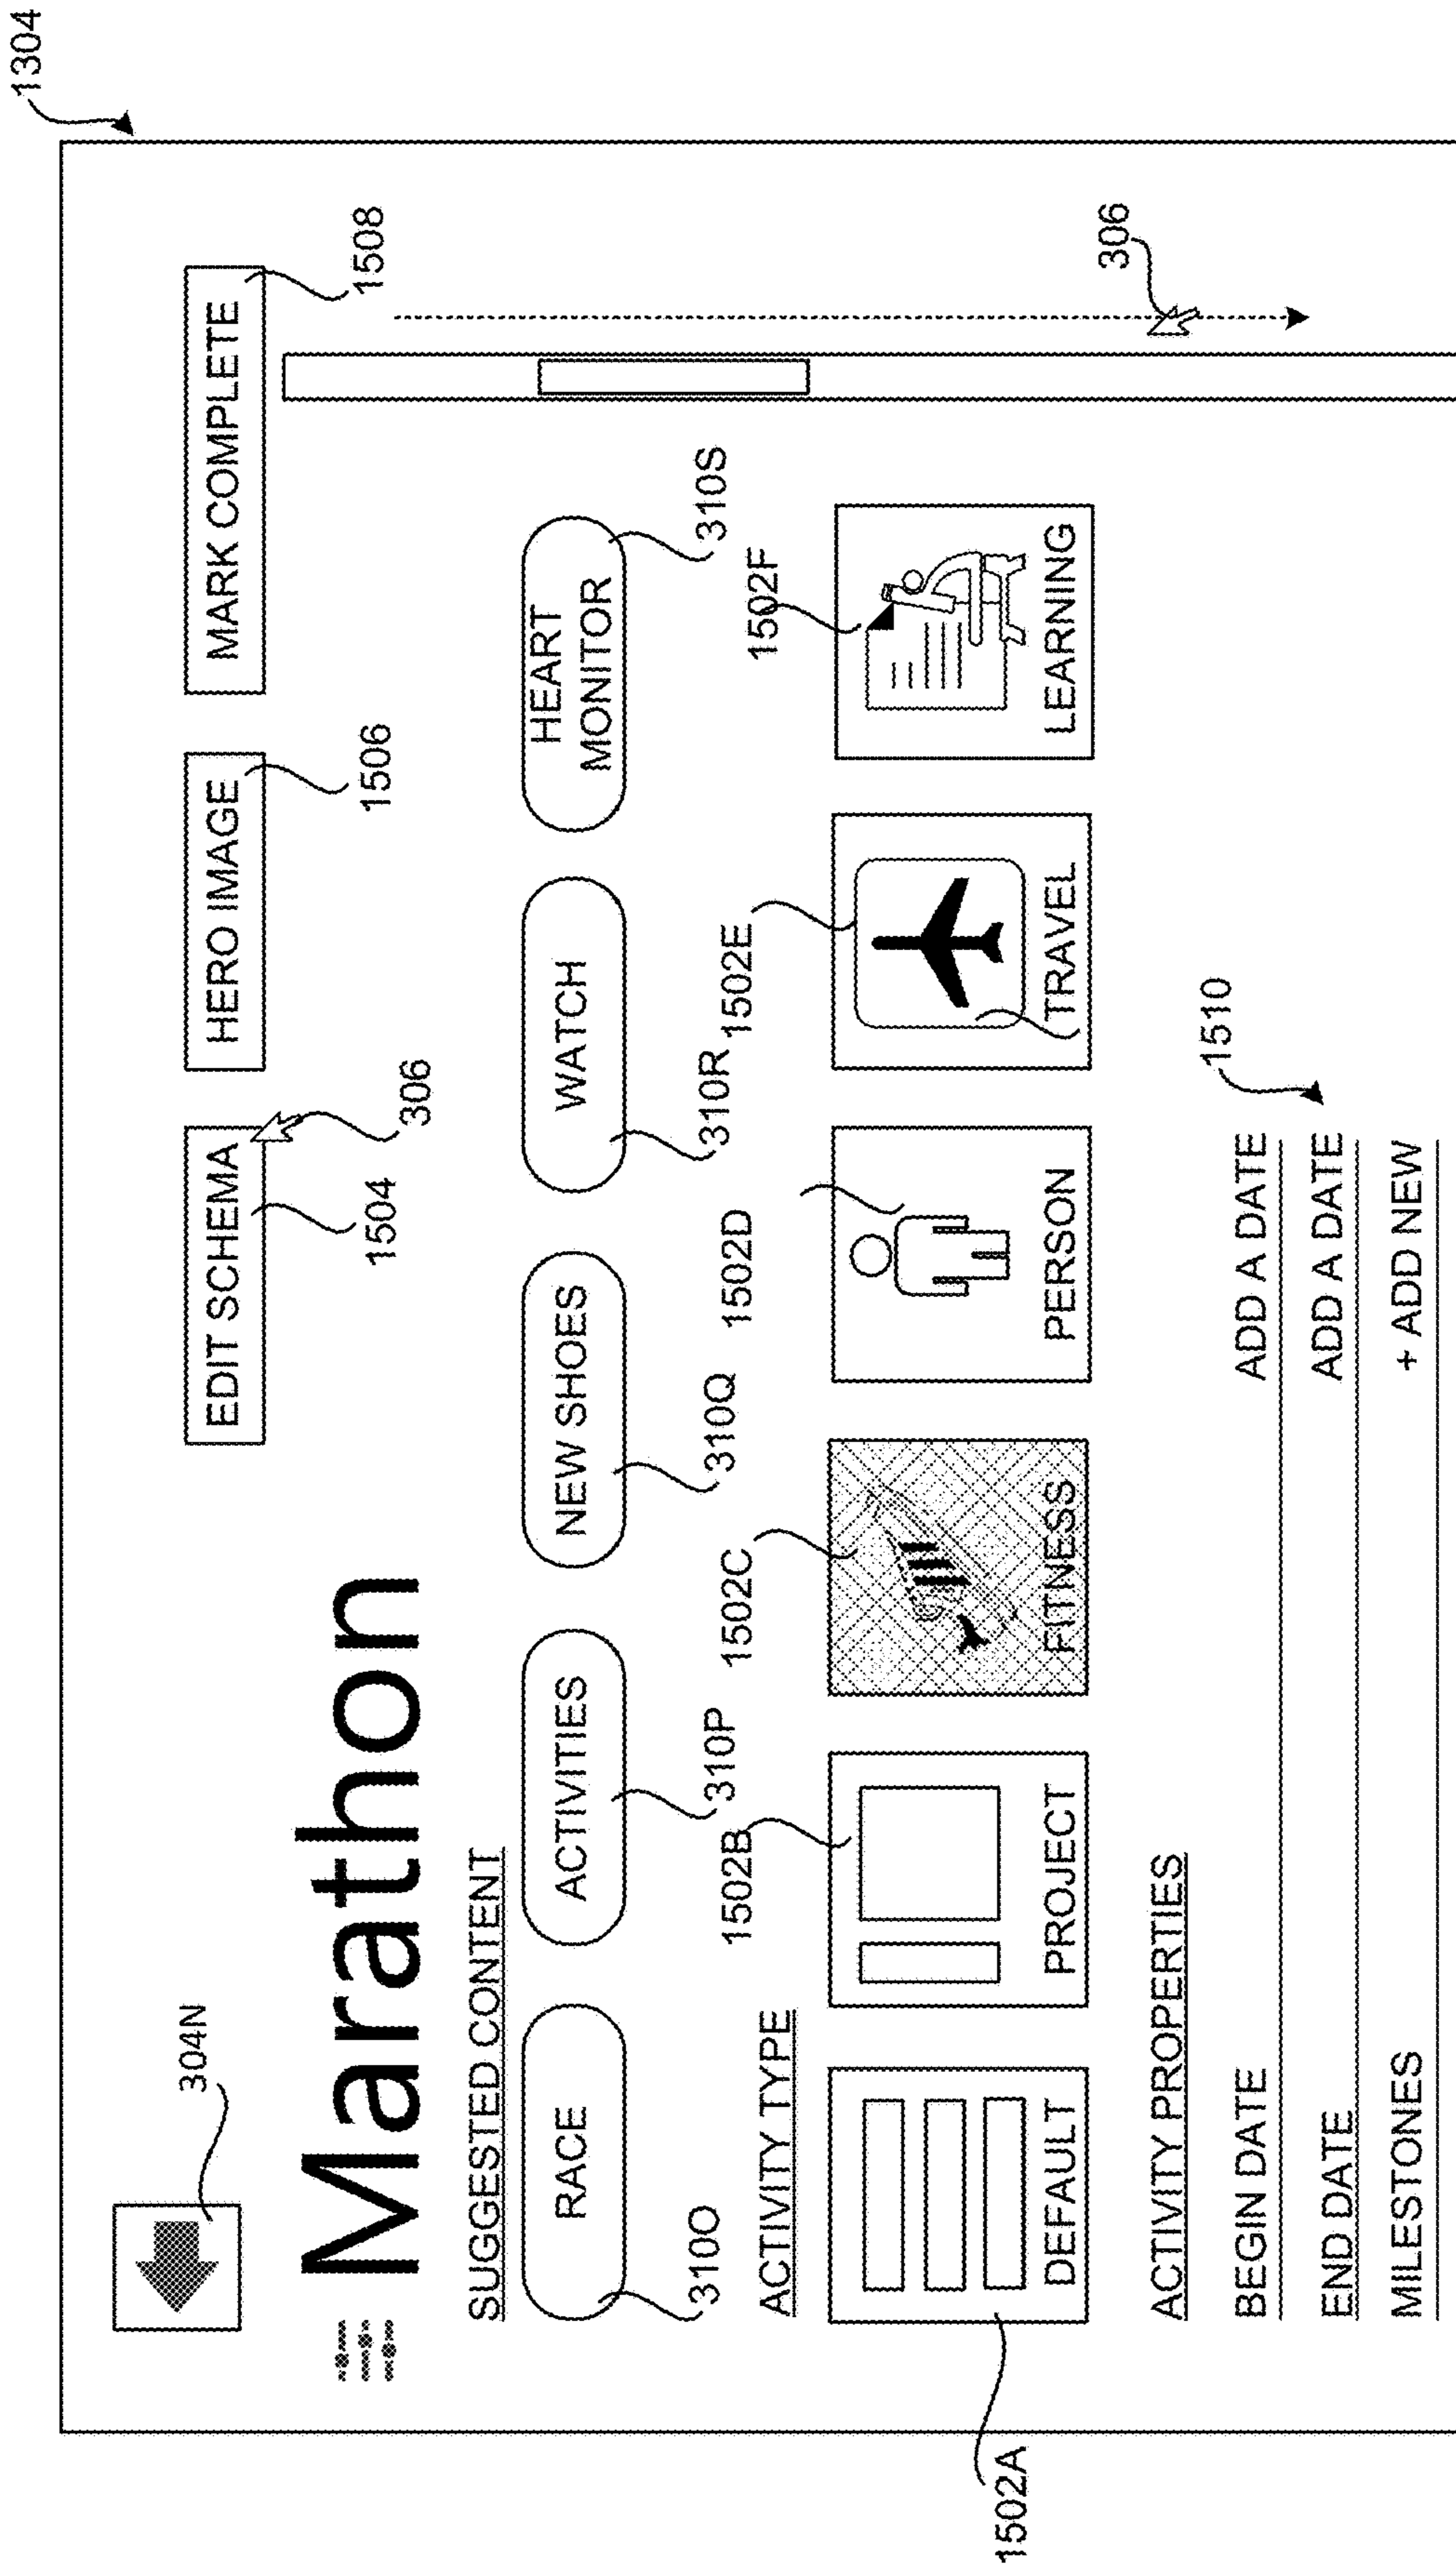 1304
304N
EDIT SCHEMA
HERO IMAGE
MARK COMPLETE
1504
306
1506
1508
Marathon
SUGGESTED CONTENT
RACE
ACTIVITIES
NEW SHOES
WATCH
HEART
MONITOR
310O
310P
310Q
310R
310S
ACTIVITY TYPE
1502B
1502C
1502D
1502E
1502F
DEFAULT
PROJECT
FITNESS
PERSON
TRAVEL
LEARNING
1502A
306
ACTIVITY PROPERTIES
1510
BEGIN DATE ADD A DATE
END DATE ADD A DATE
MILESTONES + ADD NEW